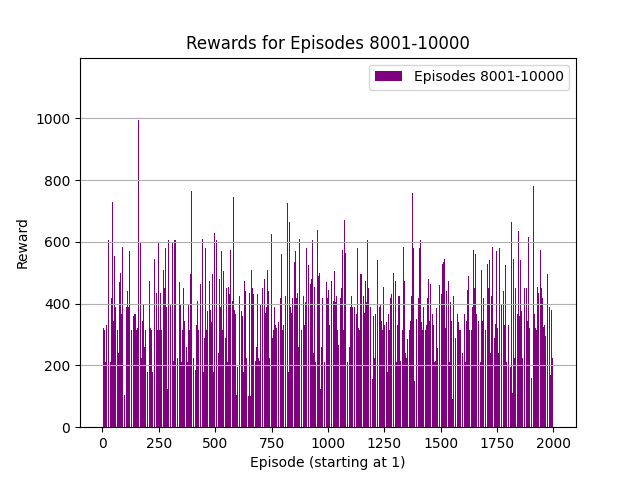 Rewards for Episodes 8001-10000
Episodes 8001-10000
1000
800
600
400
200
0
Reward
0 250 500 750 1000 1250 1500 1750 2000
Episode (starting at 1)